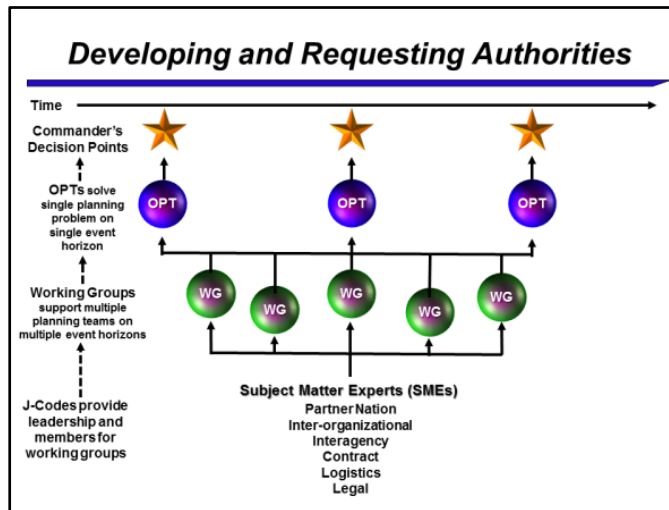 Developing and Requesting Authorities
Time
Commander's
Decision Points
OPTs solve
single planning
problem on
single event
horizon
OPT
OPT
OPT
Working Groups
support multiple
planning teams on
multiple event horizons
WG
WG
WG
WG
WG
J-Codes provide
leadership and
members for
working groups
Subject Matter Experts (SMEs)
Partner Nation
Inter-organizational
Interagency
Contract
Logistics
Legal